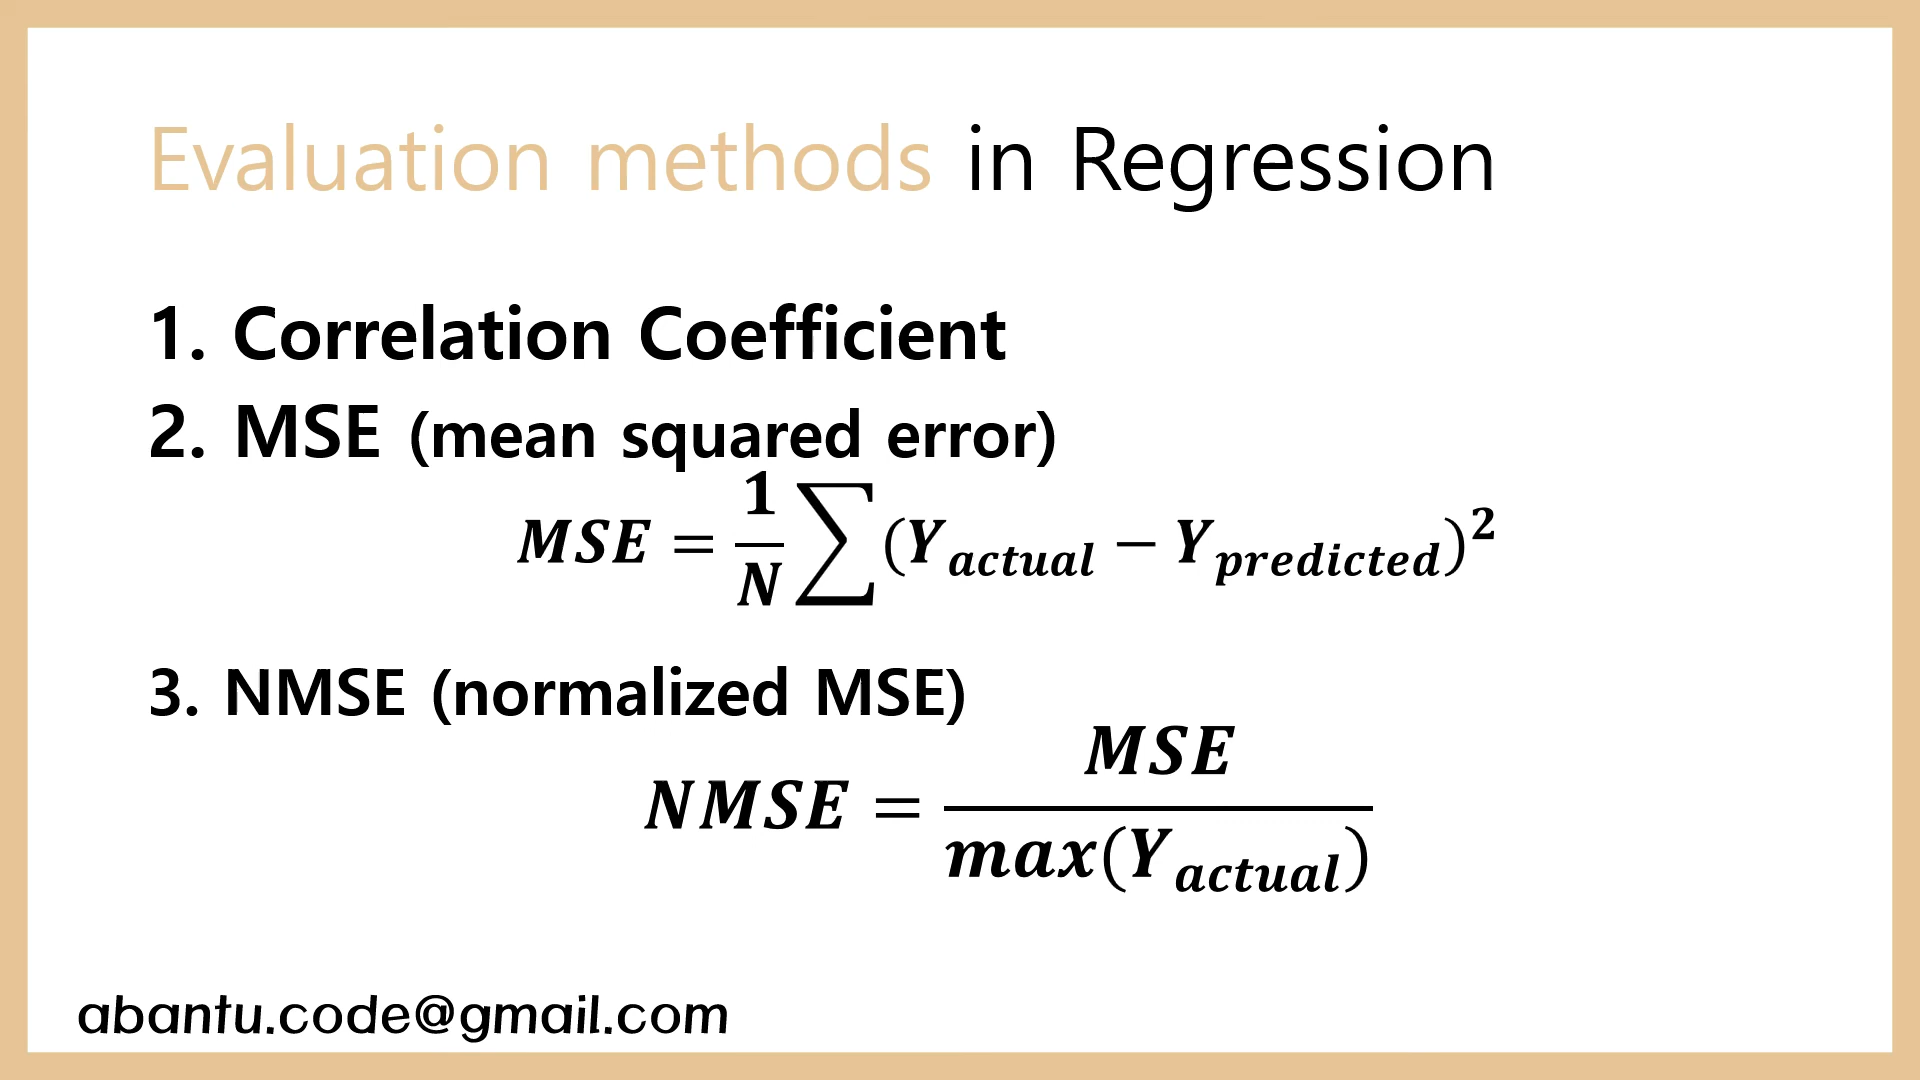 Evaluation methods in Regression
1. Correlation Coefficient
2. MSE (mean squared error)
MSE = 1/N ∑(Y_actual − Y_predicted)^2
3. NMSE (normalized MSE)
NMSE = MSE/max(Y_actual)
abantu.code@gmail.com